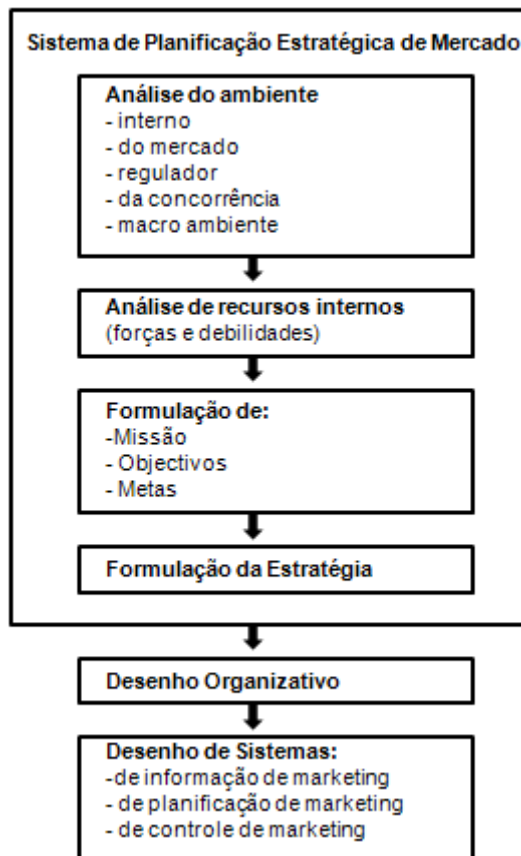 Sistema de Planificação Estratégica de Mercado
Análise do ambiente
- interno
- do mercado
- regulador
- da concorrência
- macro ambiente
Análise de recursos internos
(forças e debilidades)
Formulação de:
-Missão
- Objectivos
- Metas
Formulação da Estratégia
Desenho Organizativo
Desenho de Sistemas:
-de informação de marketing
- de planificação de marketing
- de controle de marketing